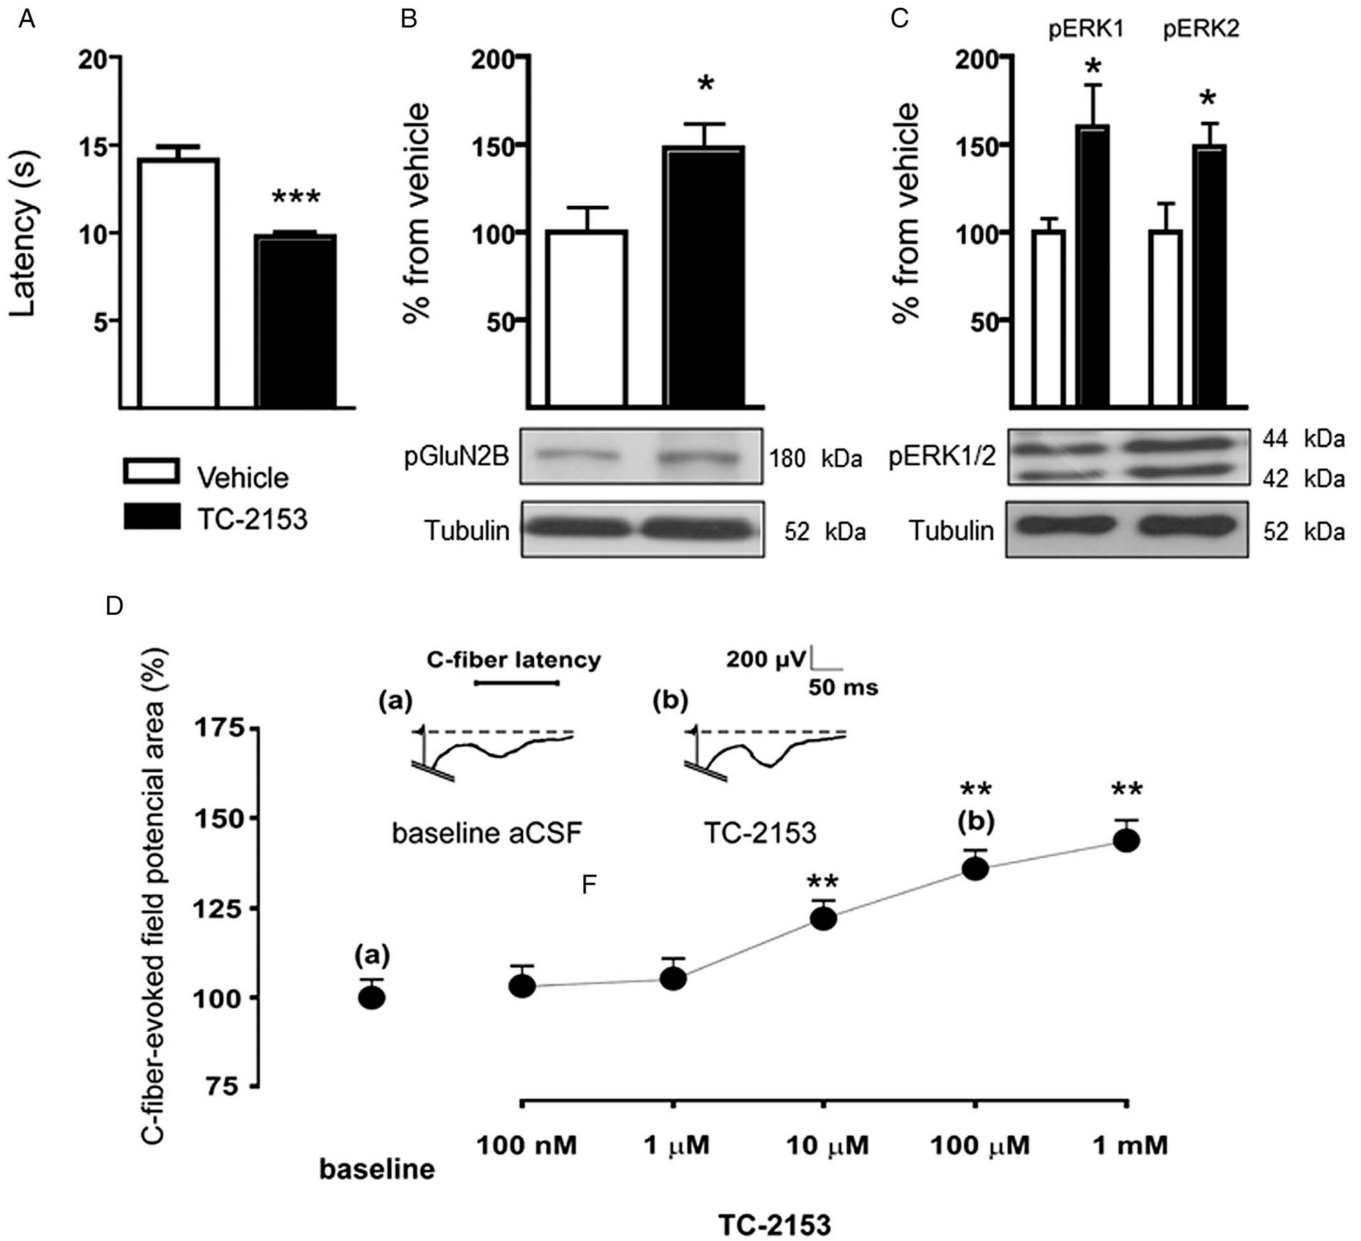 A
20
15
10
5
Latency (s)
***
Vehicle
TC-2153
B
200
150
100
50
% from vehicle
*
pGluN2B
180 kDa
Tubulin
52 kDa
C
pERK1 pERK2
200
150
100
50
% from vehicle
* *
pERK1/2
44 kDa
42 kDa
Tubulin
52 kDa
D
C-fiber-evoked field potencial area (%)
175
150
125
100
75
C-fiber latency
200 µV
50 ms
(a)
(b)
baseline aCSF
TC-2153
F
(a)
**
**
(b)
**
baseline
100 nM 1 µM 10 µM 100 µM 1 mM
TC-2153